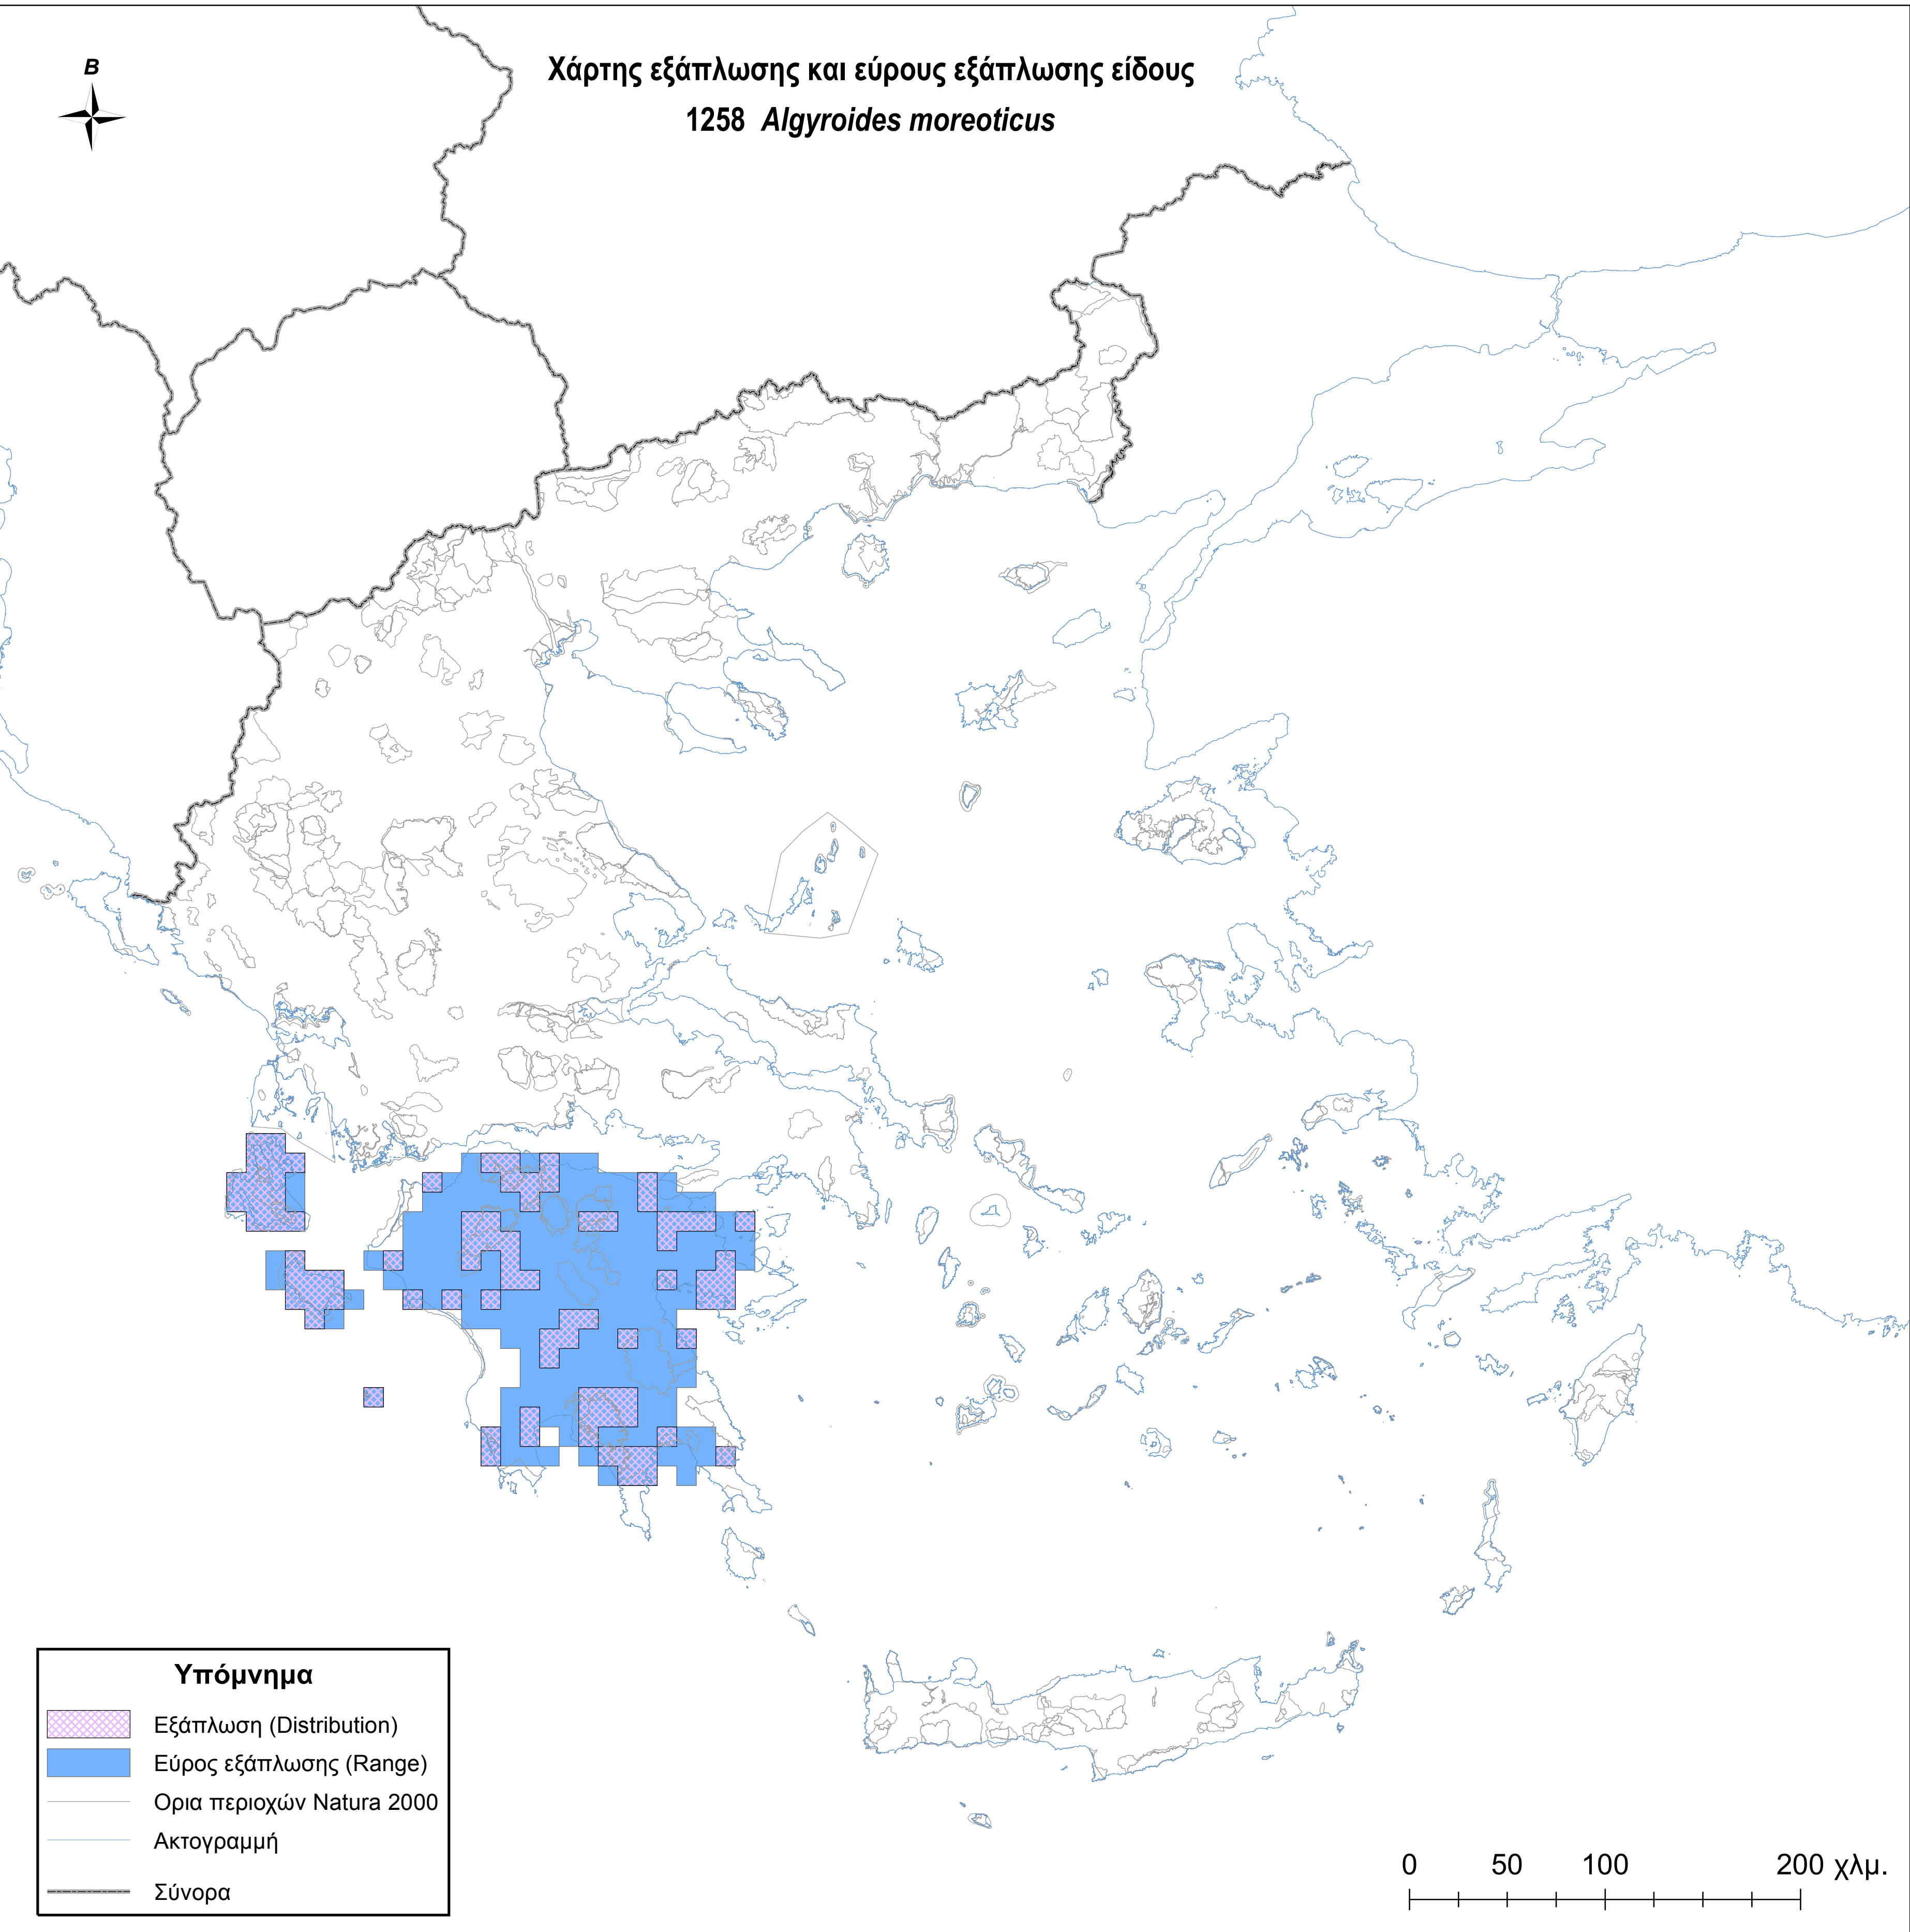 Χάρτης εξάπλωσης και εύρους εξάπλωσης είδους
1258 Algyroides moreoticus
B
Υπόμνημα
Εξάπλωση (Distribution)
Εύρος εξάπλωσης (Range)
Ορια περιοχών Natura 2000
Ακτογραμμή
Σύνορα
0 50 100 200 χλμ.